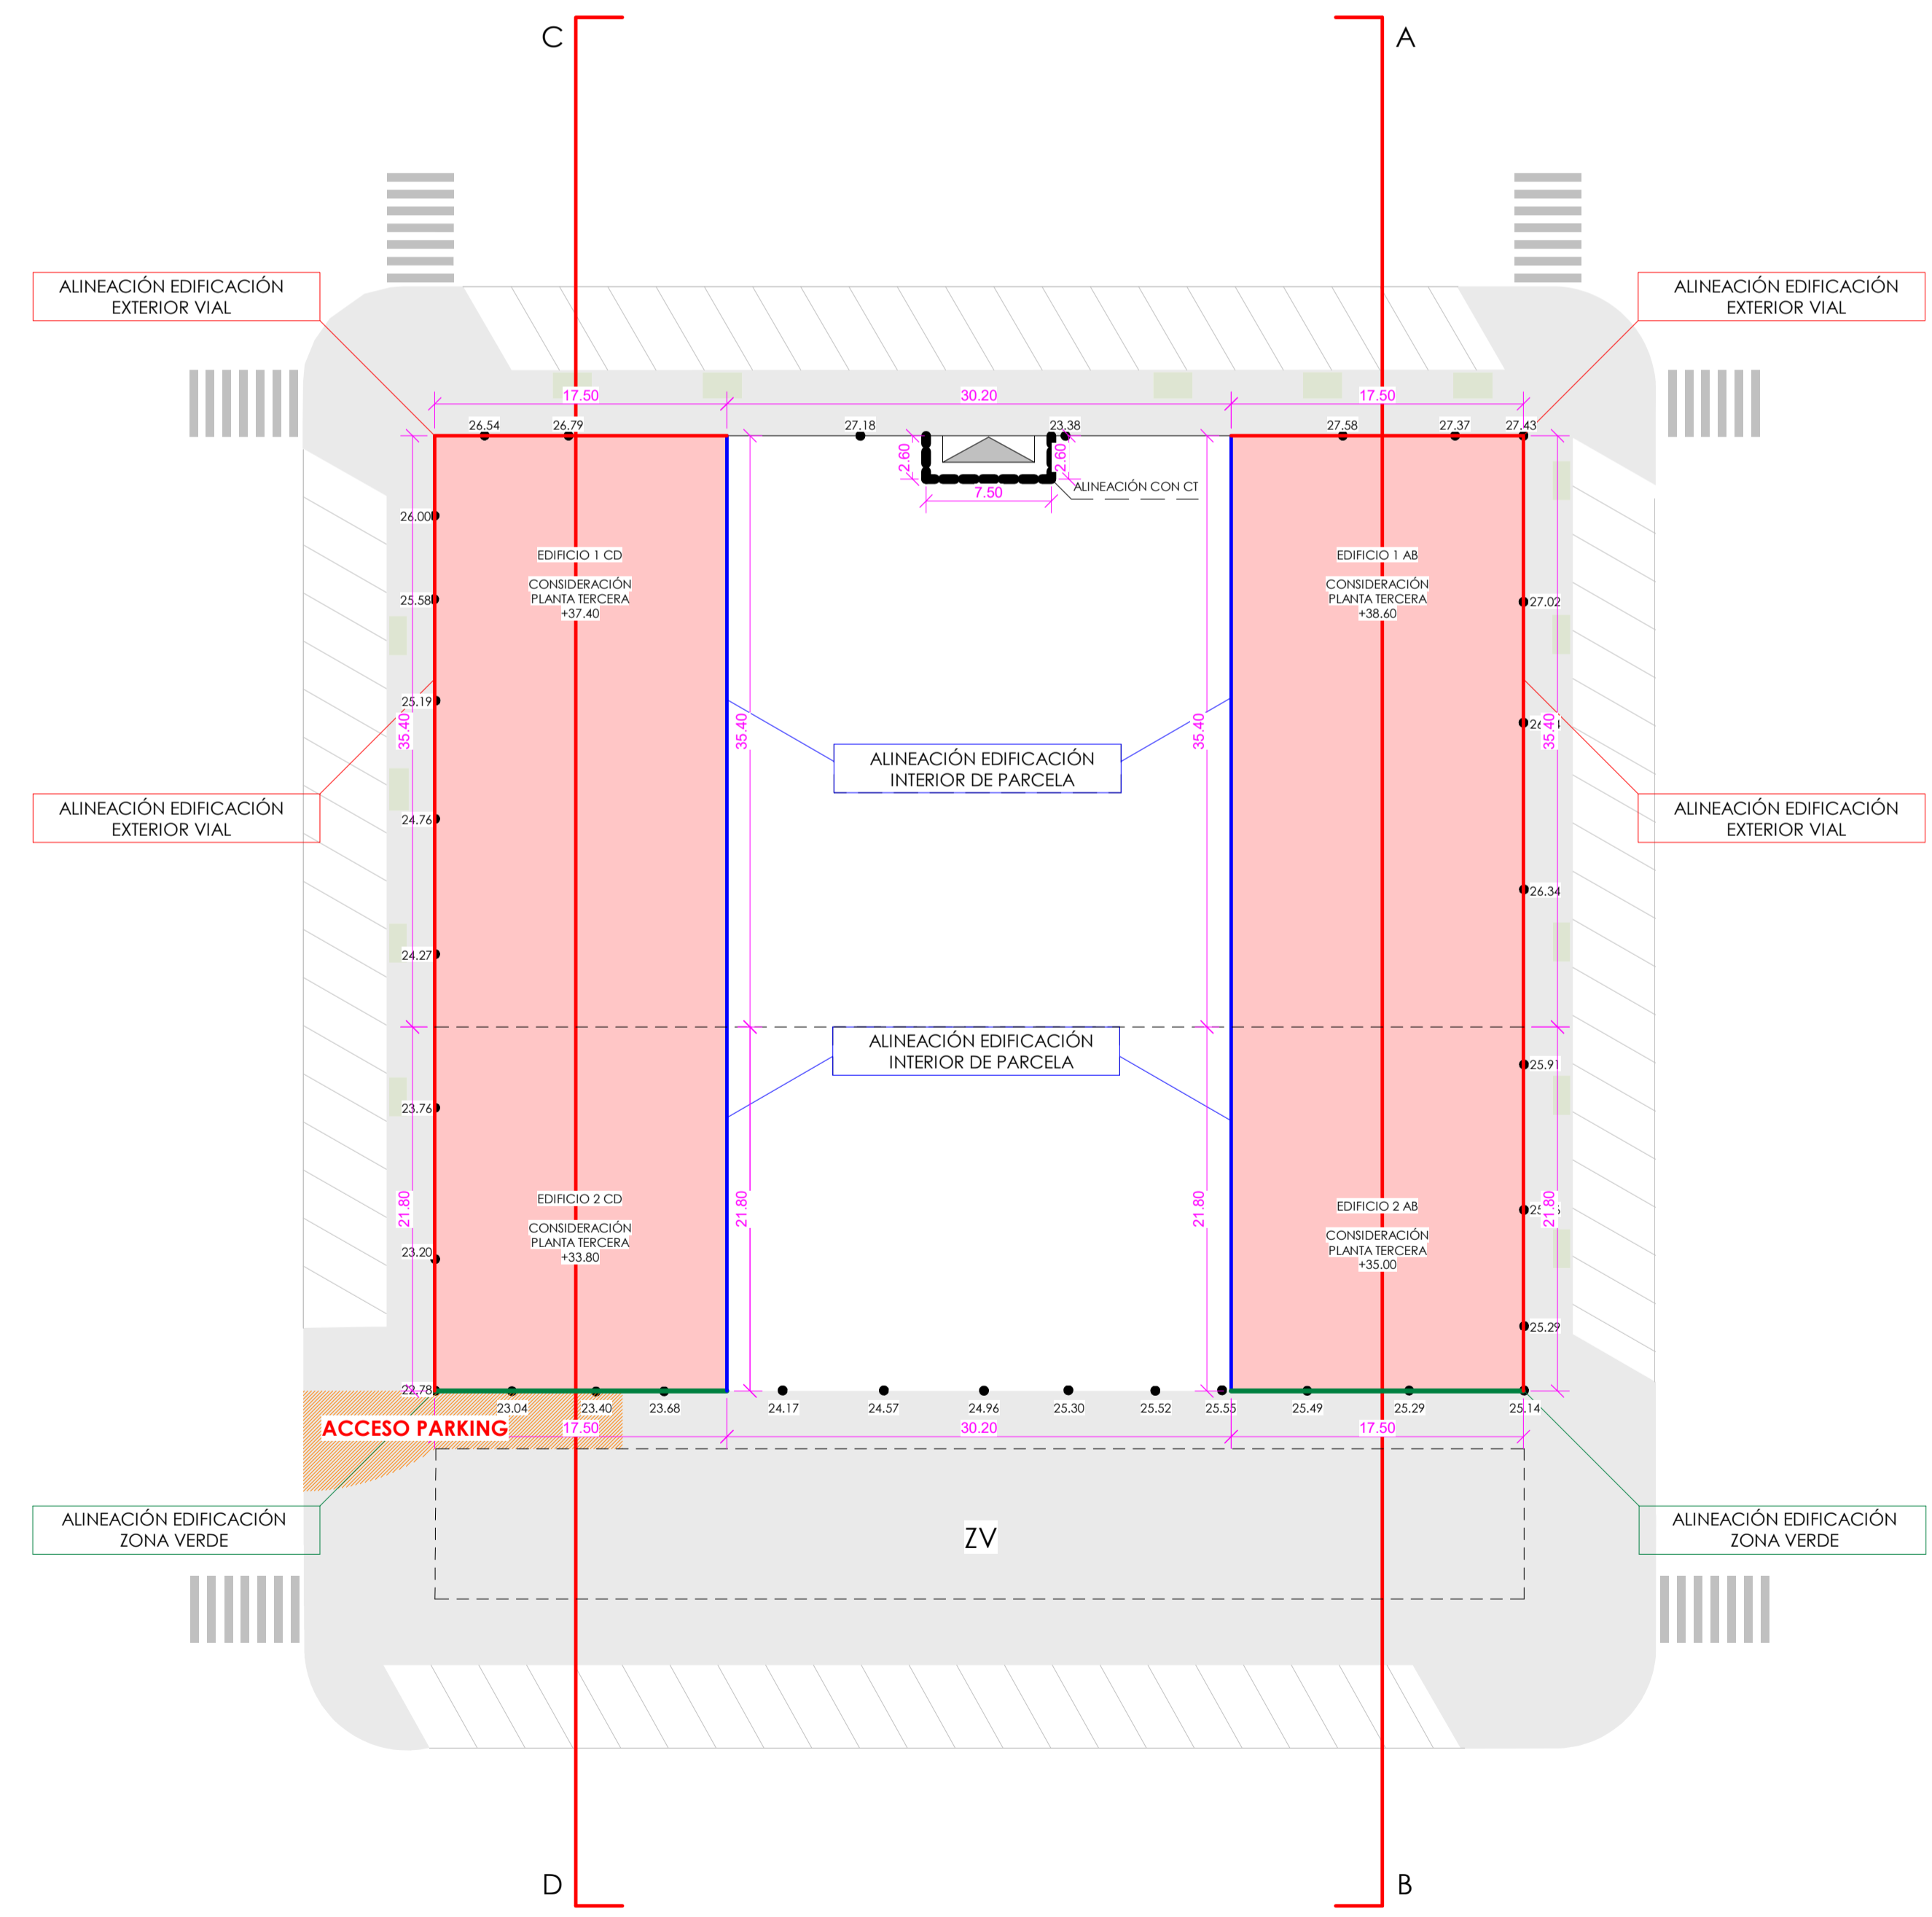 C
A
ALINEACIÓN EDIFICACIÓN
EXTERIOR VIAL
ALINEACIÓN EDIFICACIÓN
EXTERIOR VIAL
17.50
30.20
17.50
26.54
26.79
27.18
23.38
27.58
27.37
27.43
2.60
2.60
7.50
ALINEACIÓN CON CT
26.00
EDIFICIO 1 CD
CONSIDERACIÓN
PLANTA TERCERA
+37.40
EDIFICIO 1 AB
CONSIDERACIÓN
PLANTA TERCERA
+38.60
25.58
27.02
25.19
35.40
35.40
35.40
35.40
ALINEACIÓN EDIFICACIÓN
INTERIOR DE PARCELA
ALINEACIÓN EDIFICACIÓN
EXTERIOR VIAL
ALINEACIÓN EDIFICACIÓN
EXTERIOR VIAL
24.76
26.34
24.27
ALINEACIÓN EDIFICACIÓN
INTERIOR DE PARCELA
25.91
23.76
21.80
21.80
21.80
21.80
EDIFICIO 2 CD
CONSIDERACIÓN
PLANTA TERCERA
+33.80
EDIFICIO 2 AB
CONSIDERACIÓN
PLANTA TERCERA
+35.00
23.20
25.29
22.78
23.04
23.40
23.68
24.17
24.57
24.96
25.30
25.52
25.55
25.49
25.29
25.14
ACCESO PARKING
17.50
30.20
17.50
ALINEACIÓN EDIFICACIÓN
ZONA VERDE
ZV
ALINEACIÓN EDIFICACIÓN
ZONA VERDE
D
B